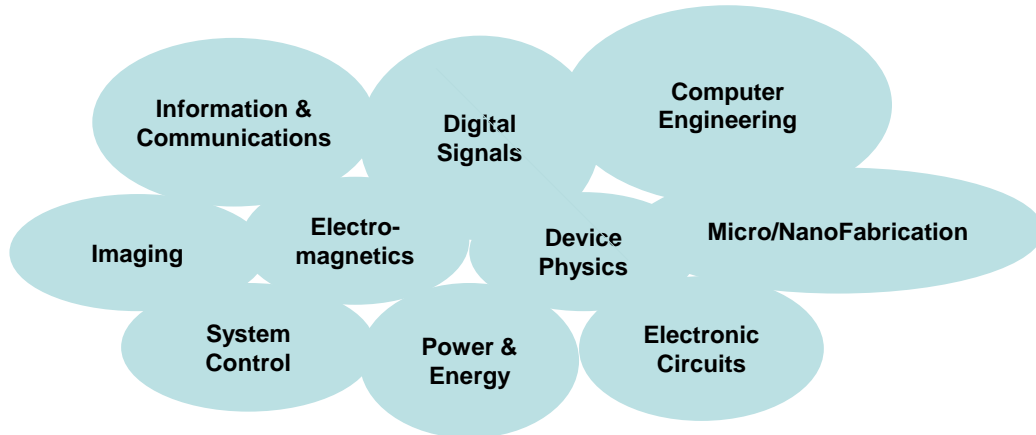 Information &
Communications
Digital
Signals
Computer
Engineering
Imaging
Electro-
magnetics
Device
Physics
Micro/NanoFabrication
System
Control
Power &
Energy
Electronic
Circuits